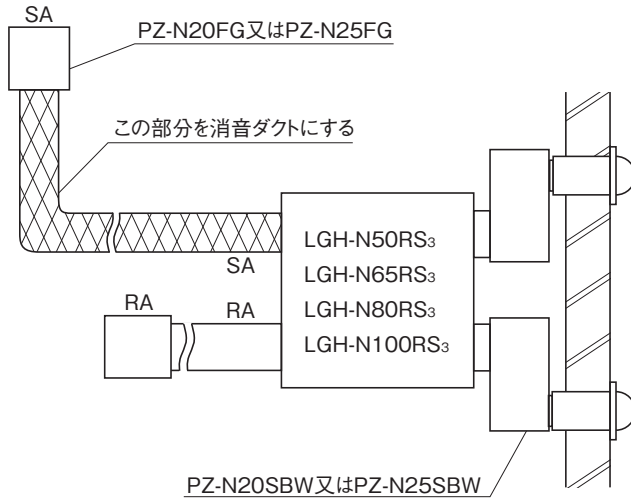 SA
PZ-N20FG又はPZ-N25FG
この部分を消音ダクトにする
SA
LGH-N50RS₃
LGH-N65RS₃
LGH-N80RS₃
LGH-N100RS₃
RA
RA
PZ-N20SBW又はPZ-N25SBW